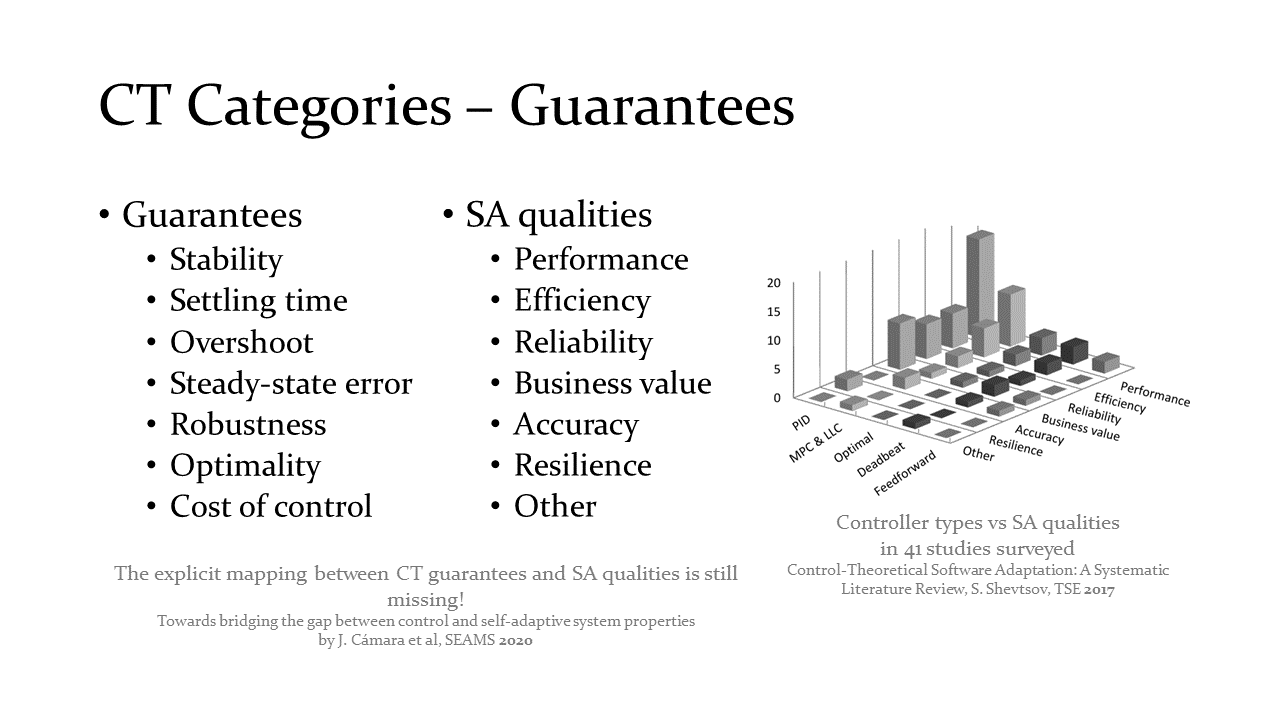 CT Categories – Guarantees
• Guarantees
• Stability
• Settling time
• Overshoot
• Steady-state error
• Robustness
• Optimality
• Cost of control
• SA qualities
• Performance
• Efficiency
• Reliability
• Business value
• Accuracy
• Resilience
• Other
The explicit mapping between CT guarantees and SA qualities is still
missing!
Towards bridging the gap between control and self-adaptive system properties
by J. Cámara et al, SEAMS 2020
20
15
10
5
0
PID
MPC & LLC
Optimal
Deadbeat
Feedforward
Performance
Efficiency
Reliability
Business value
Accuracy
Resilience
Other
Controller types vs SA qualities
in 41 studies surveyed
Control-Theoretical Software Adaptation: A Systematic
Literature Review, S. Shevtsov, TSE 2017